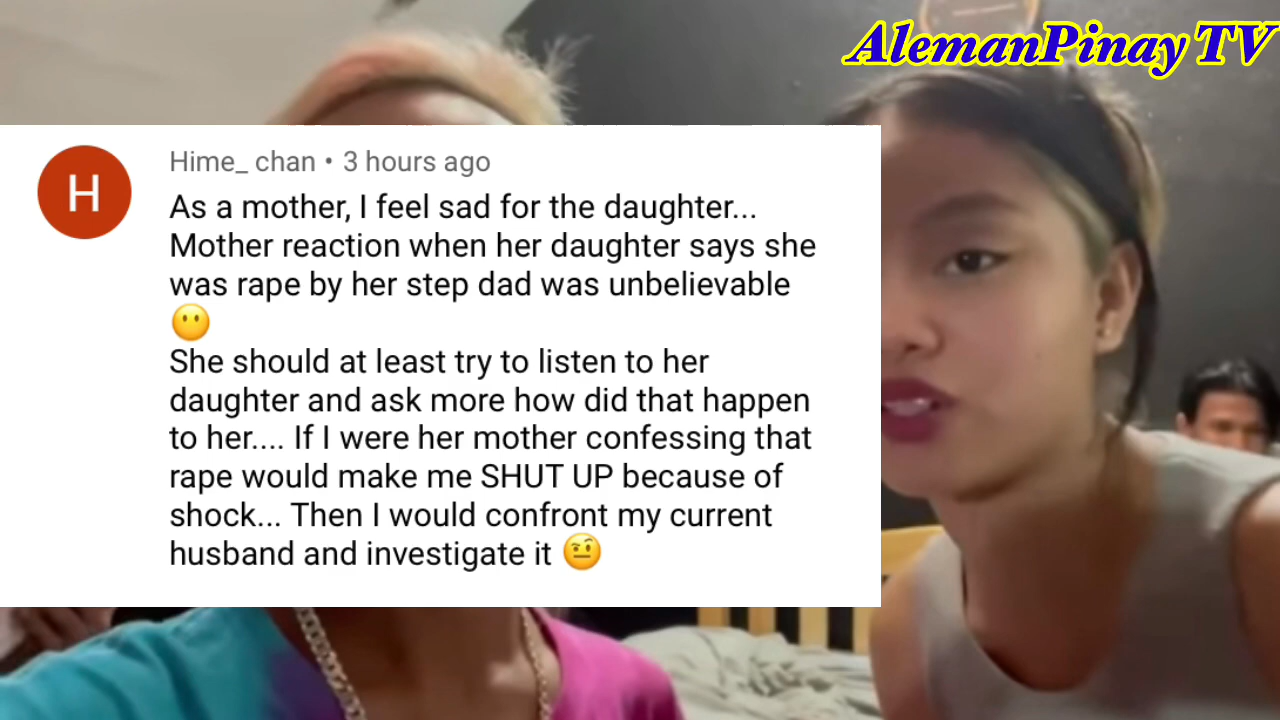 AlemanPinay TV
H
Hime_ chan • 3 hours ago
As a mother, I feel sad for the daughter...
Mother reaction when her daughter says she
was rape by her step dad was unbelievable
😶
She should at least try to listen to her
daughter and ask more how did that happen
to her.... If I were her mother confessing that
rape would make me SHUT UP because of
shock... Then I would confront my current
husband and investigate it 🤨